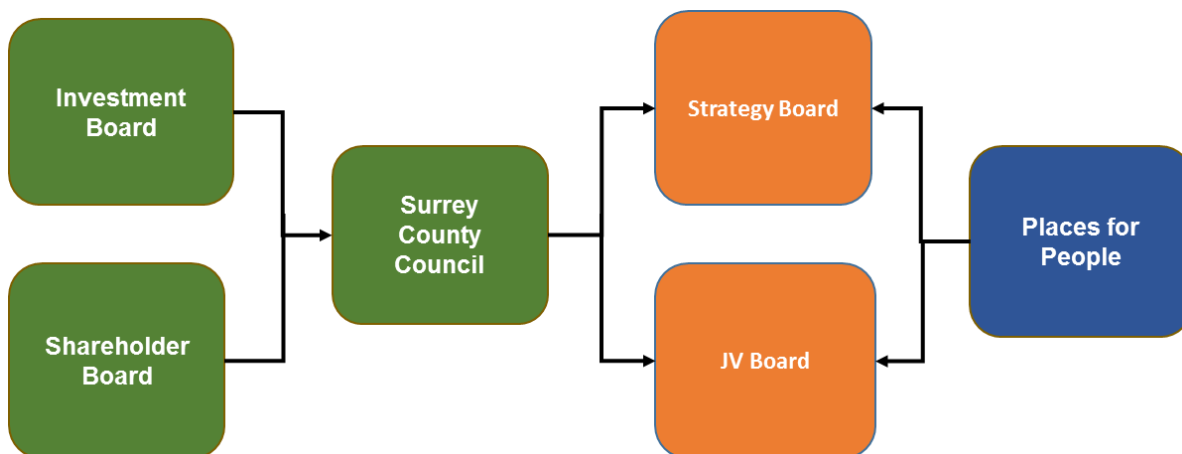 Investment
Board
Shareholder
Board
Surrey
County
Council
Strategy Board
JV Board
Places for
People